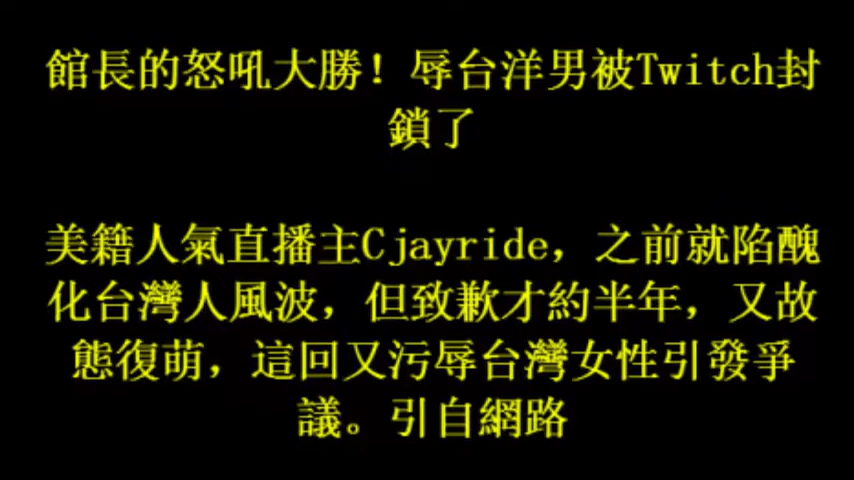 館長的怒吼大勝！辱台洋男被Twitch封
鎖了
美籍人氣直播主Cjayride，之前就陷醜
化台灣人風波，但致歉才約半年，又故
態復萌，這回又污辱台灣女性引發爭
議。引自網路